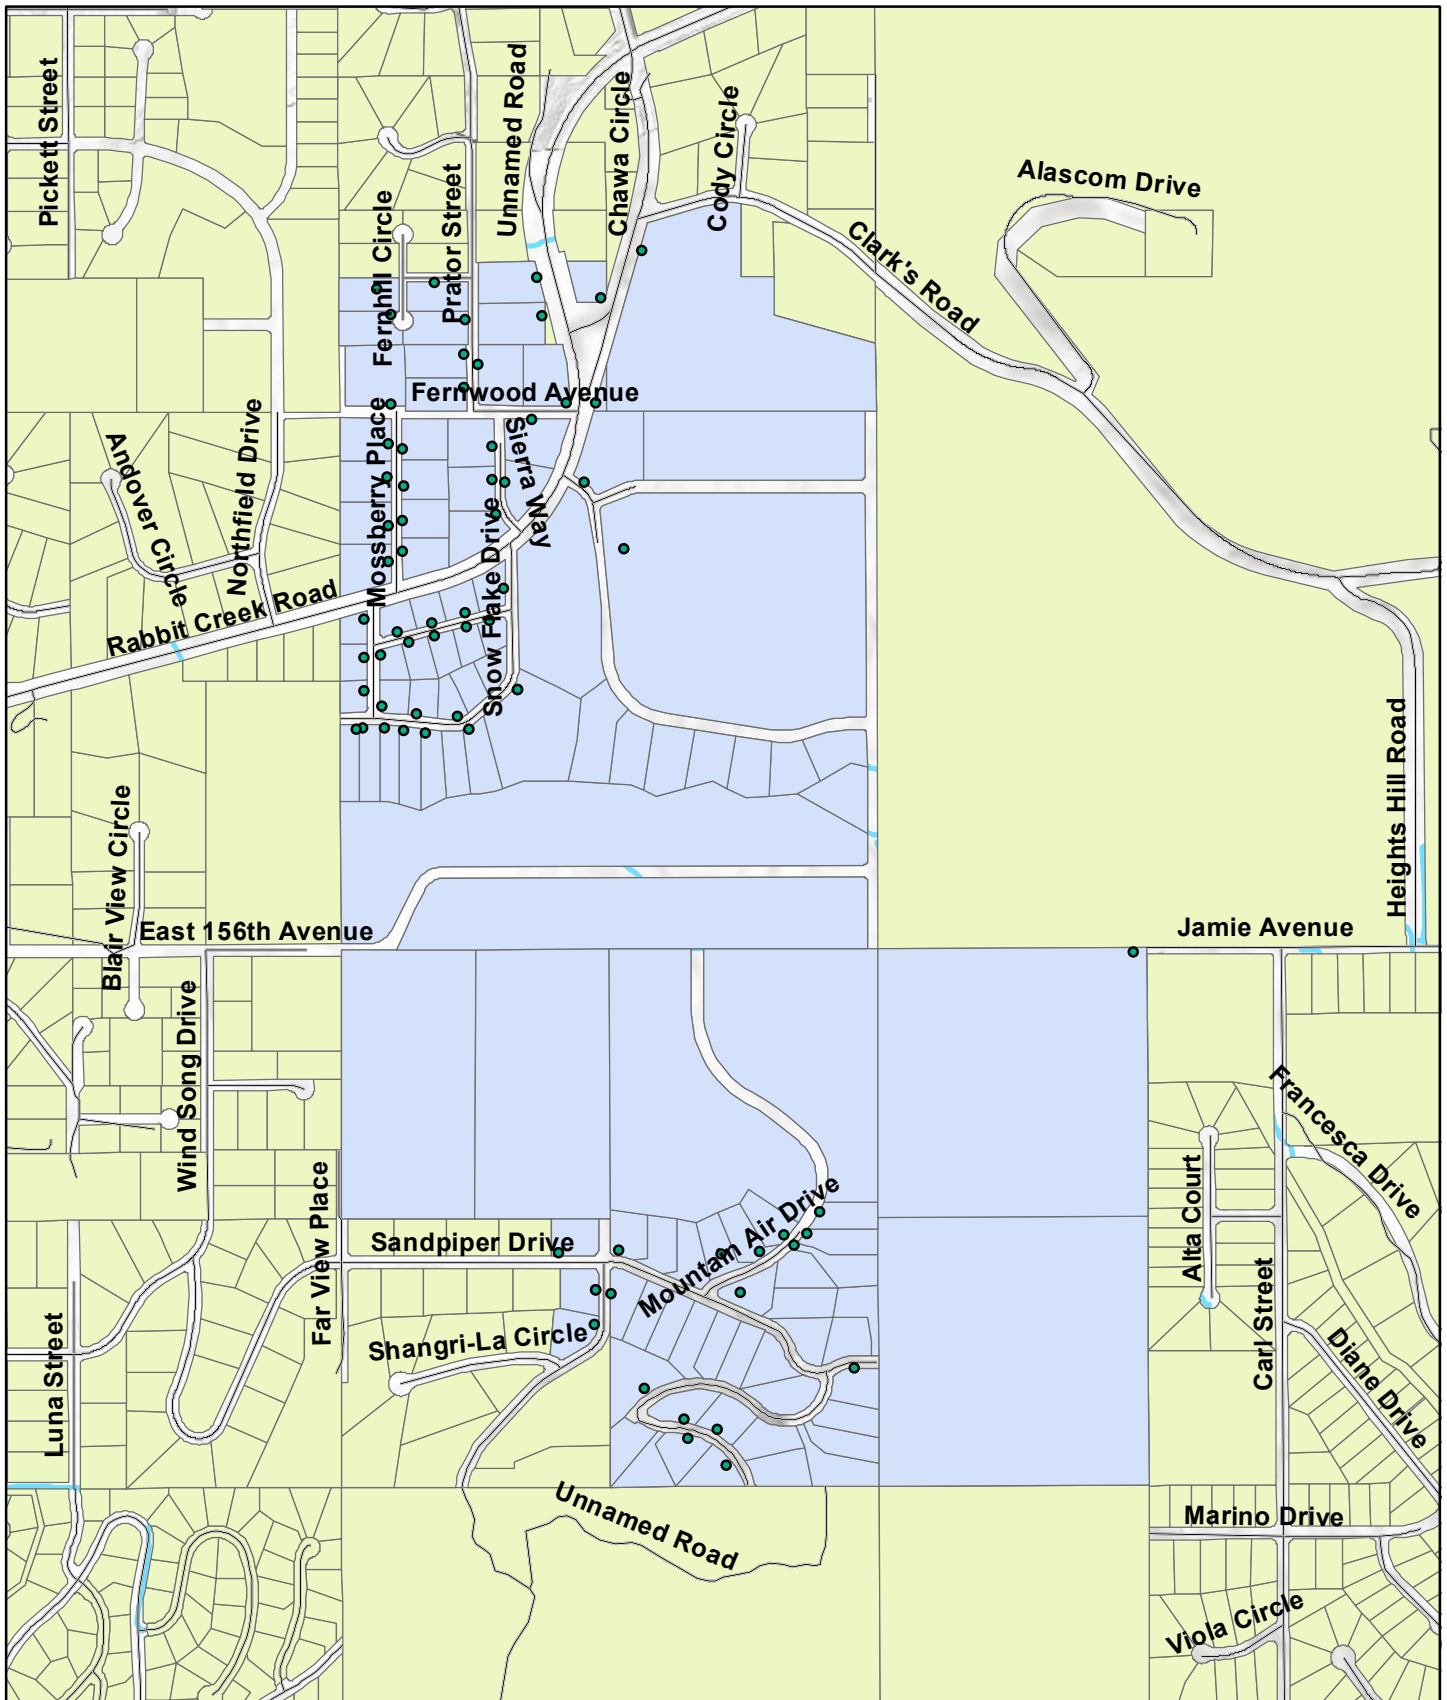 Pickett Street
Unnamed Road
Chawa Circle
Cody Circle
Alascom Drive
Fernhill Circle
Prator Street
Clark's Road
Fernwood Avenue
Andover Circle
Northfield Drive
Mossberry Place
Sierra Way
Snow Flake Drive
Rabbit Creek Road
Heights Hill Road
Blair View Circle
East 156th Avenue
Jamie Avenue
Wind Song Drive
Francesca Drive
Far View Place
Sandpiper Drive
Mountain Air Drive
Alta Court
Luna Street
Shangri-La Circle
Carl Street
Diane Drive
Unnamed Road
Marino Drive
Viola Circle